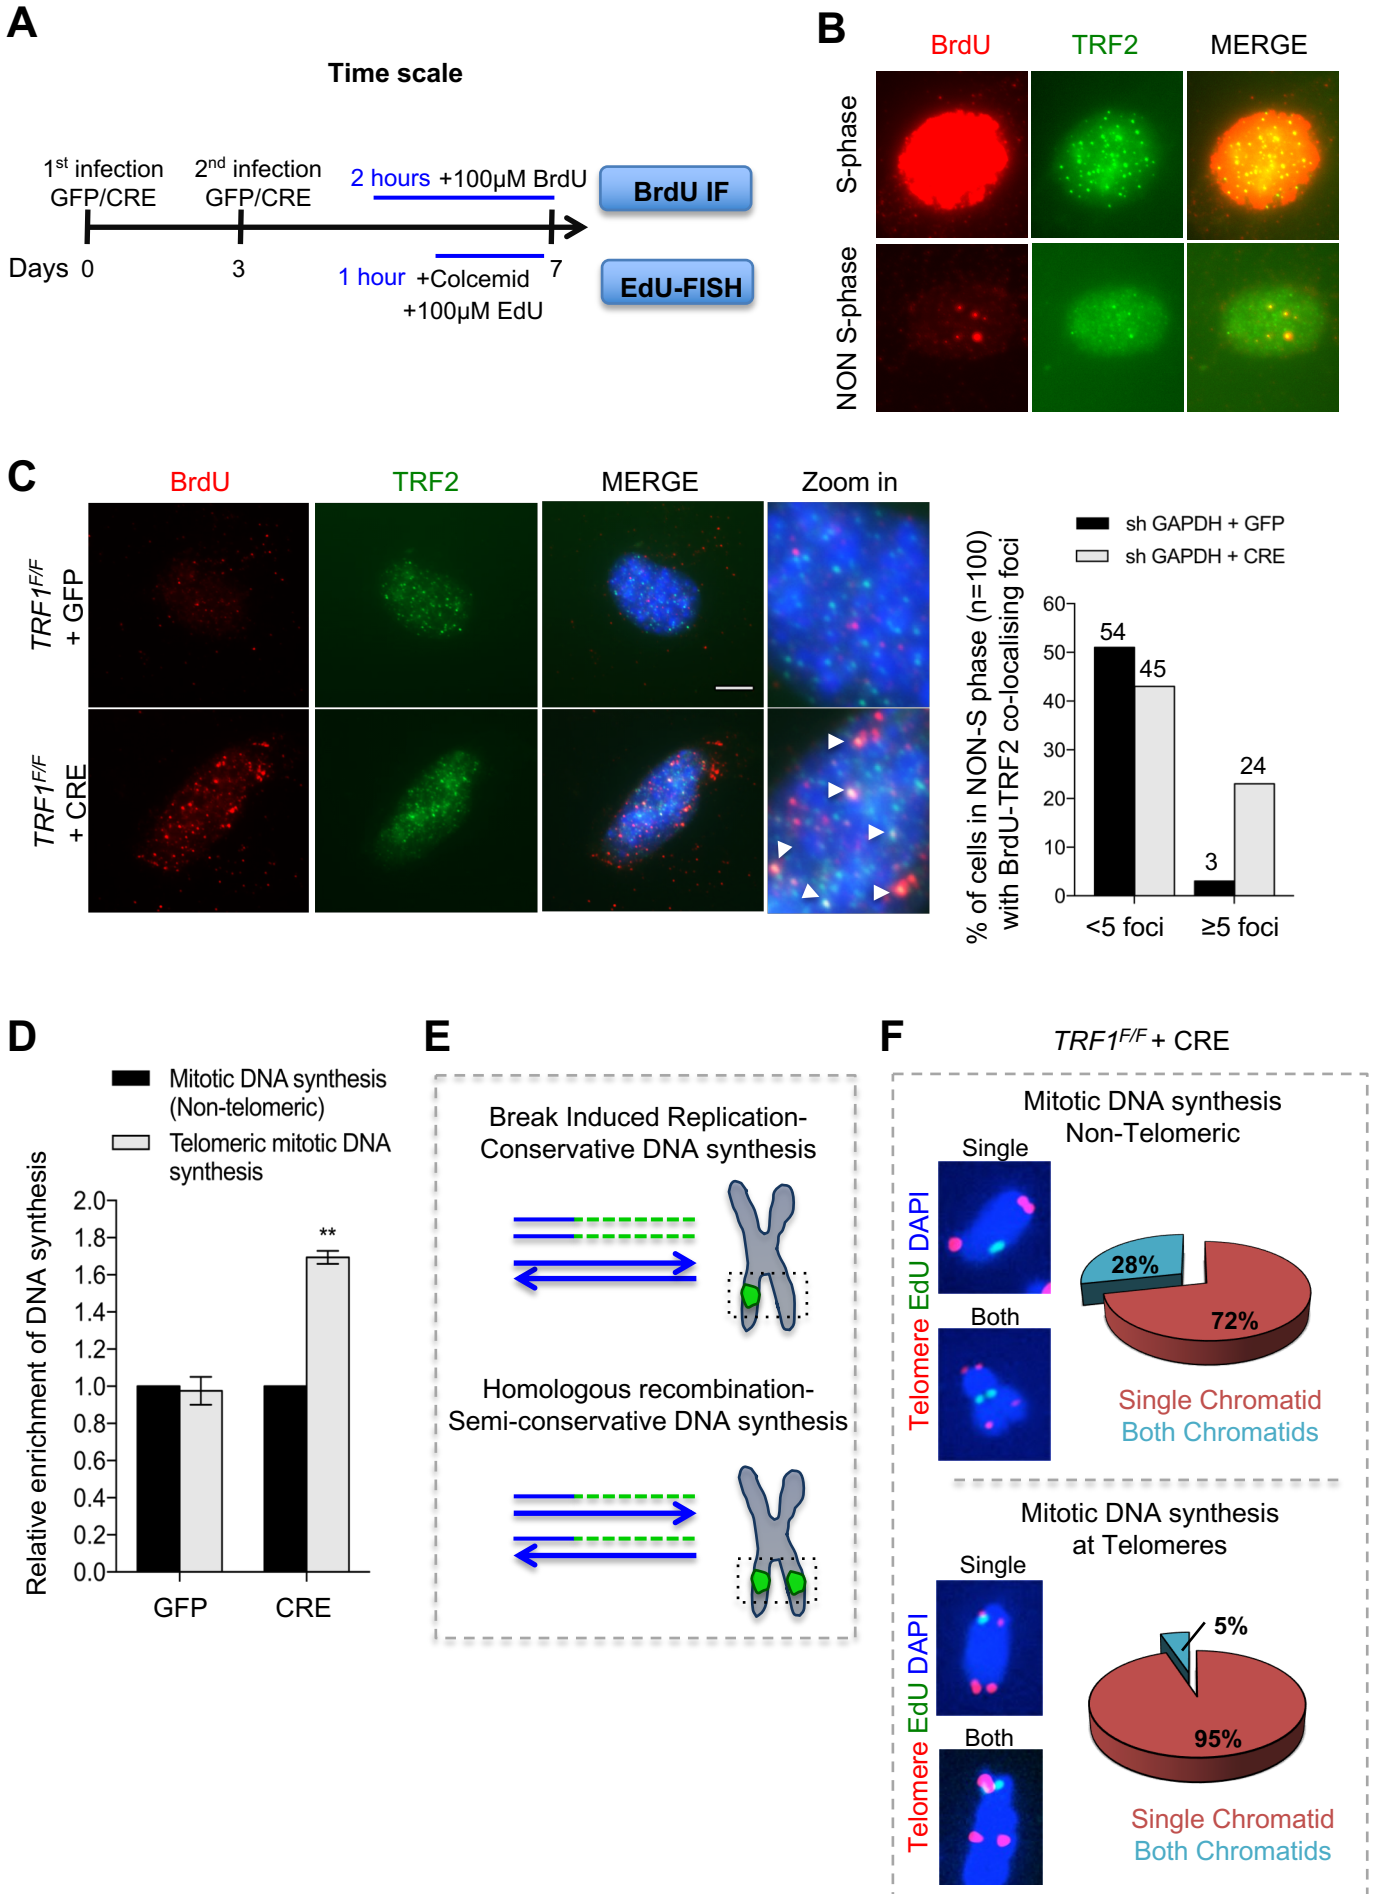 A
Time scale
1st infection
GFP/CRE
2nd infection
GFP/CRE
2 hours +100μM BrdU
BrdU IF
Days 0 3 7
1 hour +Colcemid
+100μM EdU
EdU-FISH
B
BrdU TRF2 MERGE
S-phase
NON S-phase
C
BrdU TRF2 MERGE Zoom in
TRF1F/F
+ GFP
TRF1F/F
+ CRE
sh GAPDH + GFP
sh GAPDH + CRE
% of cells in NON-S phase (n=100)
with BrdU-TRF2 co-localising foci
60
50
40
30
20
10
0
54
45
3
24
<5 foci ≥5 foci
D
Mitotic DNA synthesis
(Non-telomeric)
Telomeric mitotic DNA
synthesis
Relative enrichment of DNA synthesis
2.0
1.8
1.6
1.4
1.2
1.0
0.8
0.6
0.4
0.2
0.0
**
GFP CRE
E
Break Induced Replication-
Conservative DNA synthesis
Homologous recombination-
Semi-conservative DNA synthesis
F
TRF1F/F + CRE
Mitotic DNA synthesis
Non-Telomeric
Single
Both
Telomere EdU DAPI
28%
72%
Single Chromatid
Both Chromatids
Mitotic DNA synthesis
at Telomeres
Single
Both
Telomere EdU DAPI
5%
95%
Single Chromatid
Both Chromatids